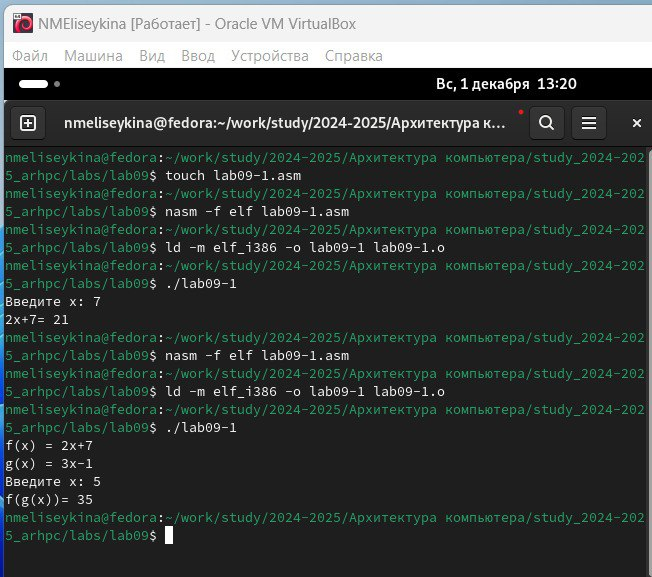 NMEliseykina [Работает] - Oracle VM VirtualBox
Файл Машина Вид Ввод Устройства Справка
Вс, 1 декабря 13:20
nmeliseykina@fedora:~/work/study/2024-2025/Архитектура к...
nmeliseykina@fedora:~/work/study/2024-2025/Архитектура компьютера/study_2024-202
5_arhpc/labs/lab09$ touch lab09-1.asm
nmeliseykina@fedora:~/work/study/2024-2025/Архитектура компьютера/study_2024-202
5_arhpc/labs/lab09$ nasm -f elf lab09-1.asm
nmeliseykina@fedora:~/work/study/2024-2025/Архитектура компьютера/study_2024-202
5_arhpc/labs/lab09$ ld -m elf_i386 -o lab09-1 lab09-1.o
nmeliseykina@fedora:~/work/study/2024-2025/Архитектура компьютера/study_2024-202
5_arhpc/labs/lab09$ ./lab09-1
Введите x: 7
2x+7= 21
nmeliseykina@fedora:~/work/study/2024-2025/Архитектура компьютера/study_2024-202
5_arhpc/labs/lab09$ nasm -f elf lab09-1.asm
nmeliseykina@fedora:~/work/study/2024-2025/Архитектура компьютера/study_2024-202
5_arhpc/labs/lab09$ ld -m elf_i386 -o lab09-1 lab09-1.o
nmeliseykina@fedora:~/work/study/2024-2025/Архитектура компьютера/study_2024-202
5_arhpc/labs/lab09$ ./lab09-1
f(x) = 2x+7
g(x) = 3x-1
Введите x: 5
f(g(x))= 35
nmeliseykina@fedora:~/work/study/2024-2025/Архитектура компьютера/study_2024-202
5_arhpc/labs/lab09$